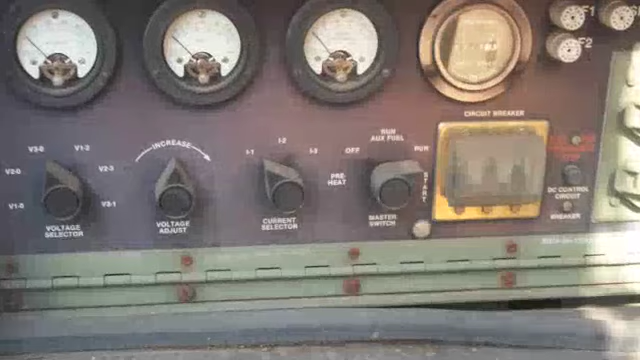 F1
F2
CIRCUIT BREAKER
INCREASE
RUN
AUX FUEL
V3-0
V1-2
I-1
I-2
I-3
OFF
RUN
V2-0
V2-3
PRE-
HEAT
START
V1-0
V3-1
DC CONTROL
CIRCUIT
BREAKER
VOLTAGE
SELECTOR
VOLTAGE
ADJUST
CURRENT
SELECTOR
MASTER
SWITCH